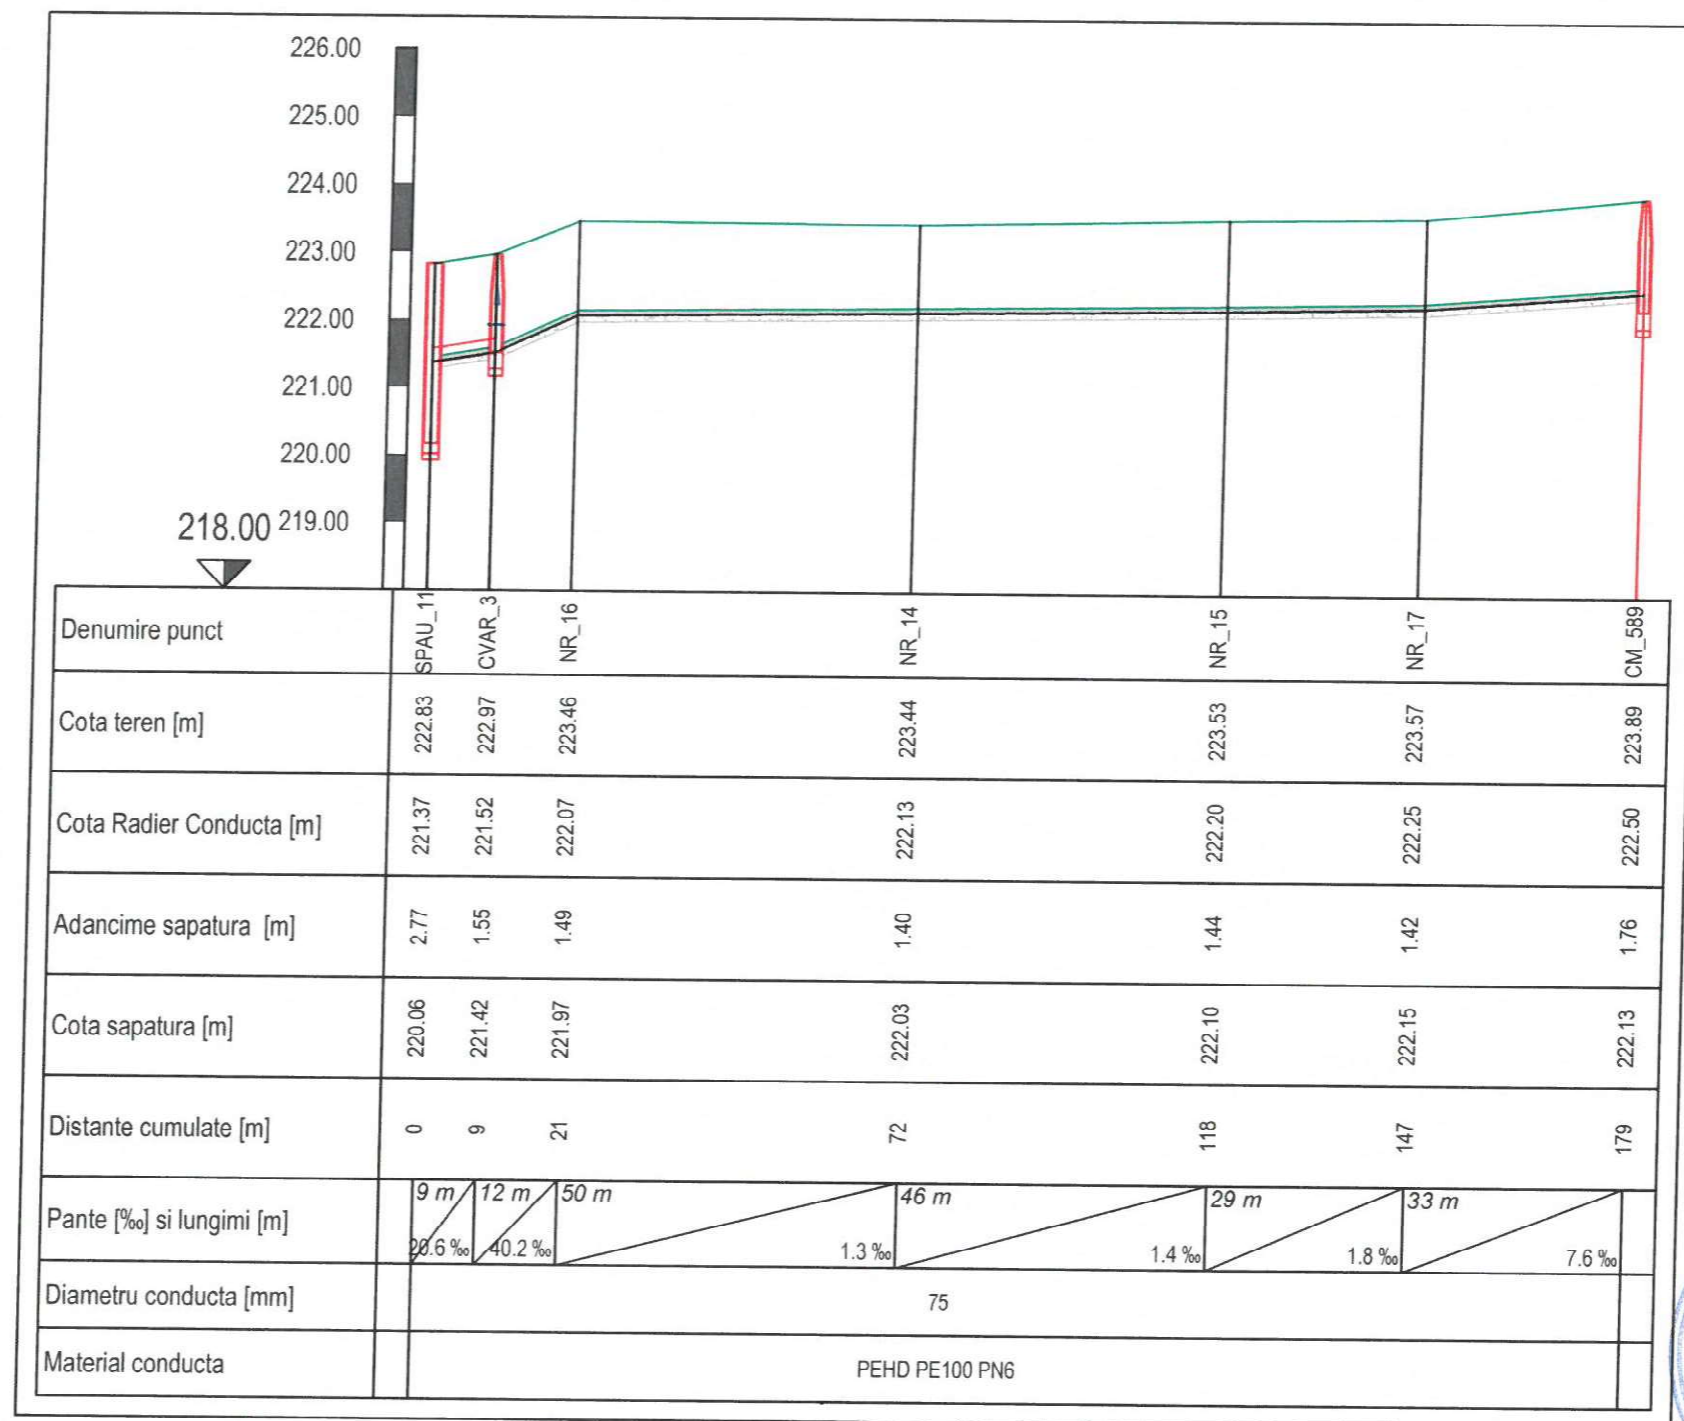 226.00
225.00
224.00
223.00
222.00
221.00
220.00
218.00 219.00
Denumire punct SPAU_11 CVAR_3 NR_16 NR_14 NR_15 NR_17 CM_589
Cota teren [m] 222.83 222.97 223.46 223.44 223.53 223.57 223.89
Cota Radier Conducta [m] 221.37 221.52 222.07 222.13 222.20 222.25 222.50
Adancime sapatura [m] 2.77 1.55 1.49 1.40 1.44 1.42 1.76
Cota sapatura [m] 220.06 221.42 221.97 222.03 222.10 222.15 222.13
Distante cumulate [m] 0 9 21 72 118 147 179
9 m 12 m 50 m 46 m 29 m 33 m
Pante [‰] si lungimi [m]
20.6 ‰ 40.2 ‰ 1.3 ‰ 1.4 ‰ 1.8 ‰ 7.6 ‰
Diametru conducta [mm] 75
Material conducta PEHD PE100 PN6